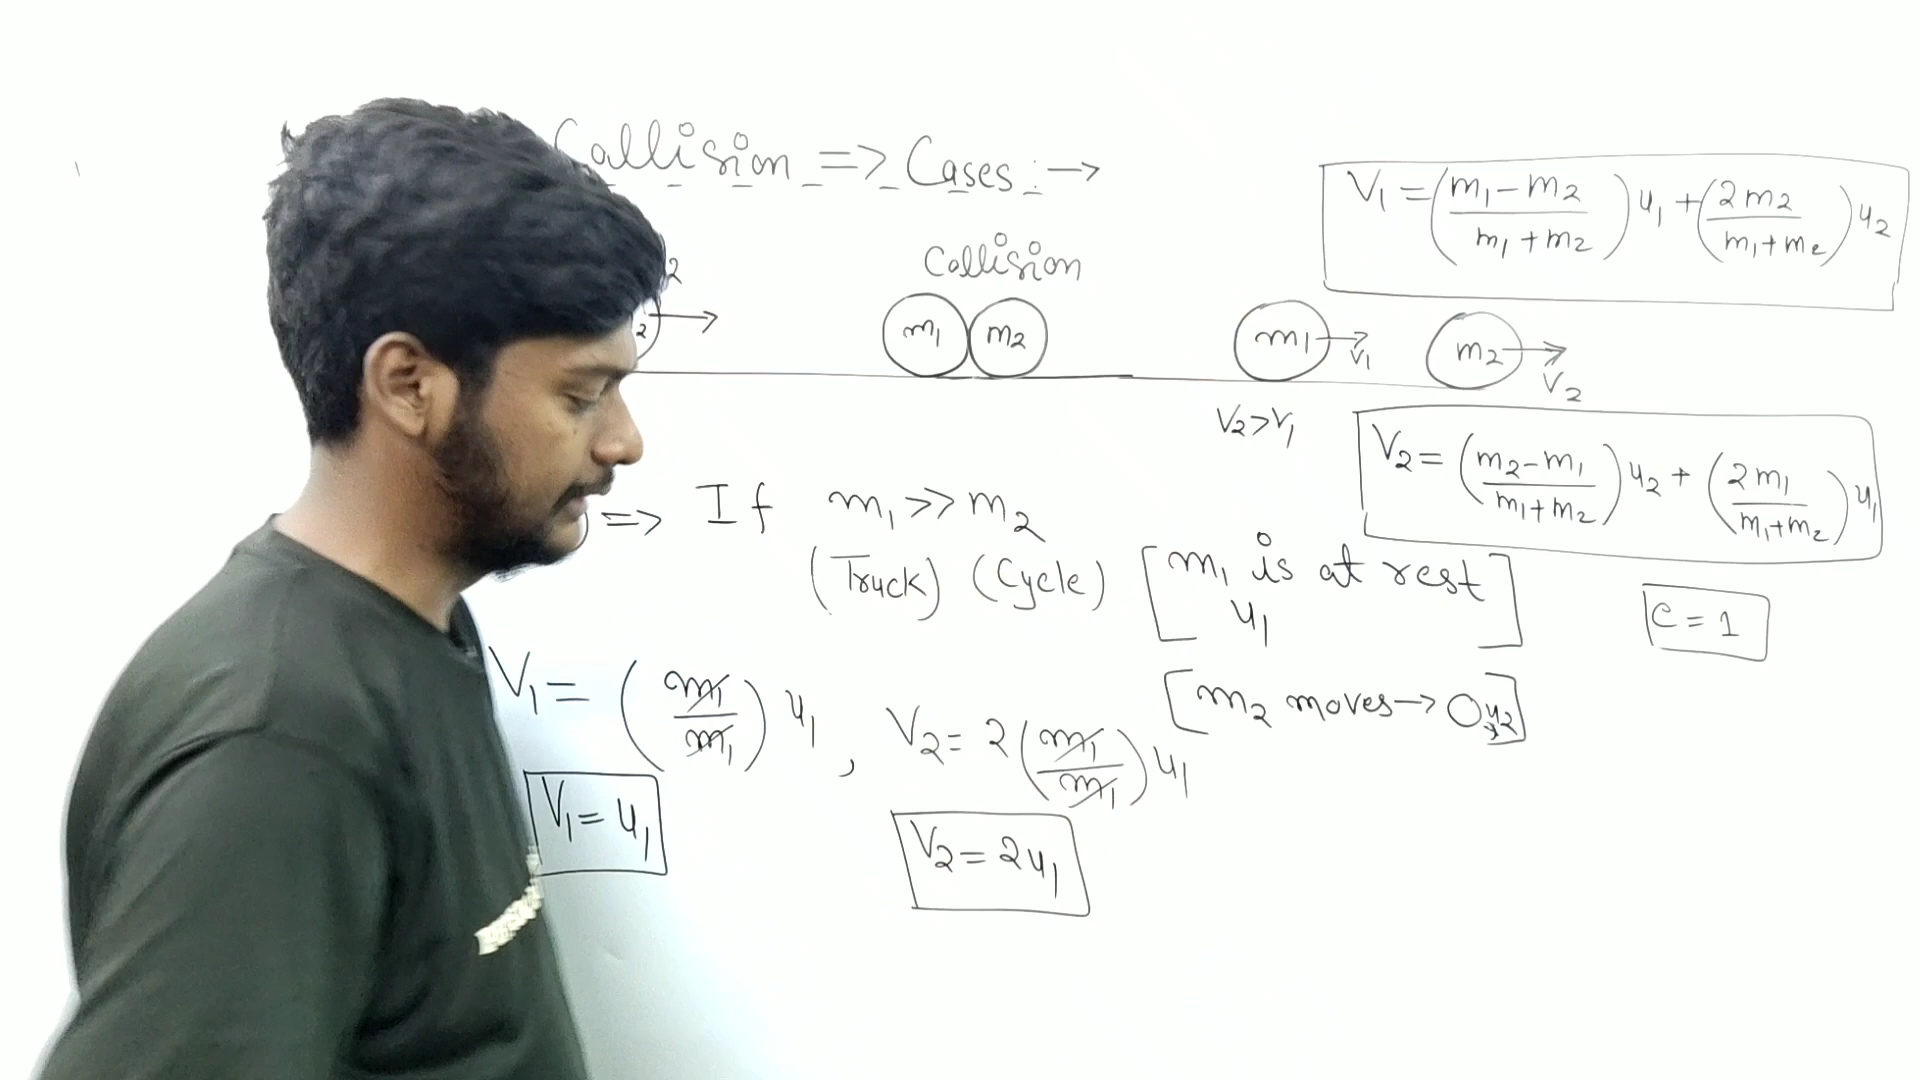 Collision => Cases :->
V₁ = (m₁-m₂/m₁+m₂)u₁ + (2m₂/m₁+m₂)u₂
Collision
2
2
m₁ m₂
m₁ V₁
m₂ V₂
V₂>V₁
V₂ = (m₂-m₁/m₁+m₂)u₂ + (2m₁/m₁+m₂)u₁
=> If m₁ >> m₂
(Truck) (Cycle)
[m₁ is at rest
u₁]
e = 1
[m₂ moves -> u₂]
V₁ = (m₁/m₁)u₁ , V₂ = 2(m₁/m₁)u₁
V₁ = u₁
V₂ = 2u₁